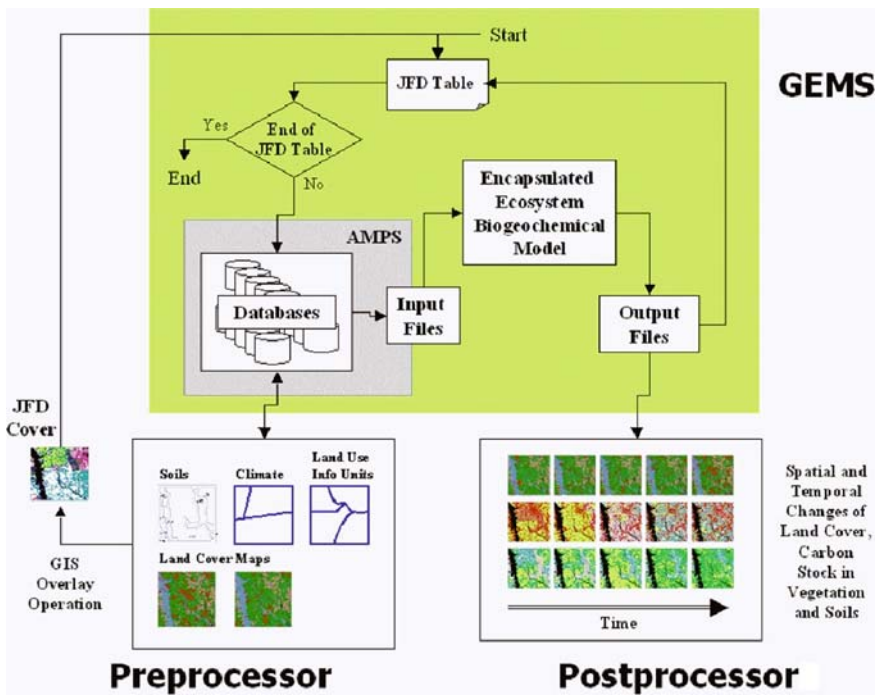 Start
GEMS
JFD Table
Yes
End of
JFD Table
End
No
Encapsulated
Ecosystem
Biogeochemical
Model
AMPS
Databases
Input
Files
Output
Files
JFD
Cover
GIS
Overlay
Operation
Soils
Climate
Land Use
Info Units
Land Cover Maps
Time
Spatial and
Temporal
Changes of
Land Cover,
Carbon
Stock in
Vegetation
and Soils
Preprocessor
Postprocessor